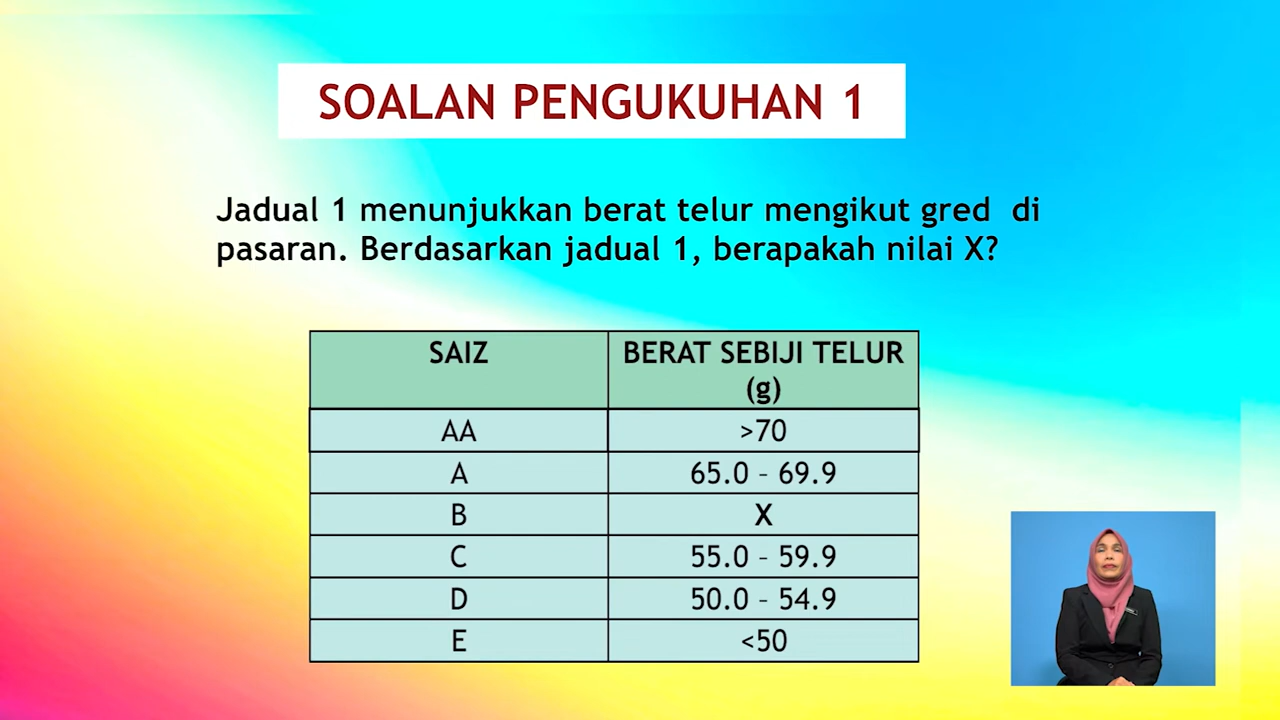 SOALAN PENGUKUHAN 1
Jadual 1 menunjukkan berat telur mengikut gred di
pasaran. Berdasarkan jadual 1, berapakah nilai X?
SAIZ BERAT SEBIJI TELUR
(g)
AA >70
A 65.0 – 69.9
B X
C 55.0 – 59.9
D 50.0 – 54.9
E <50